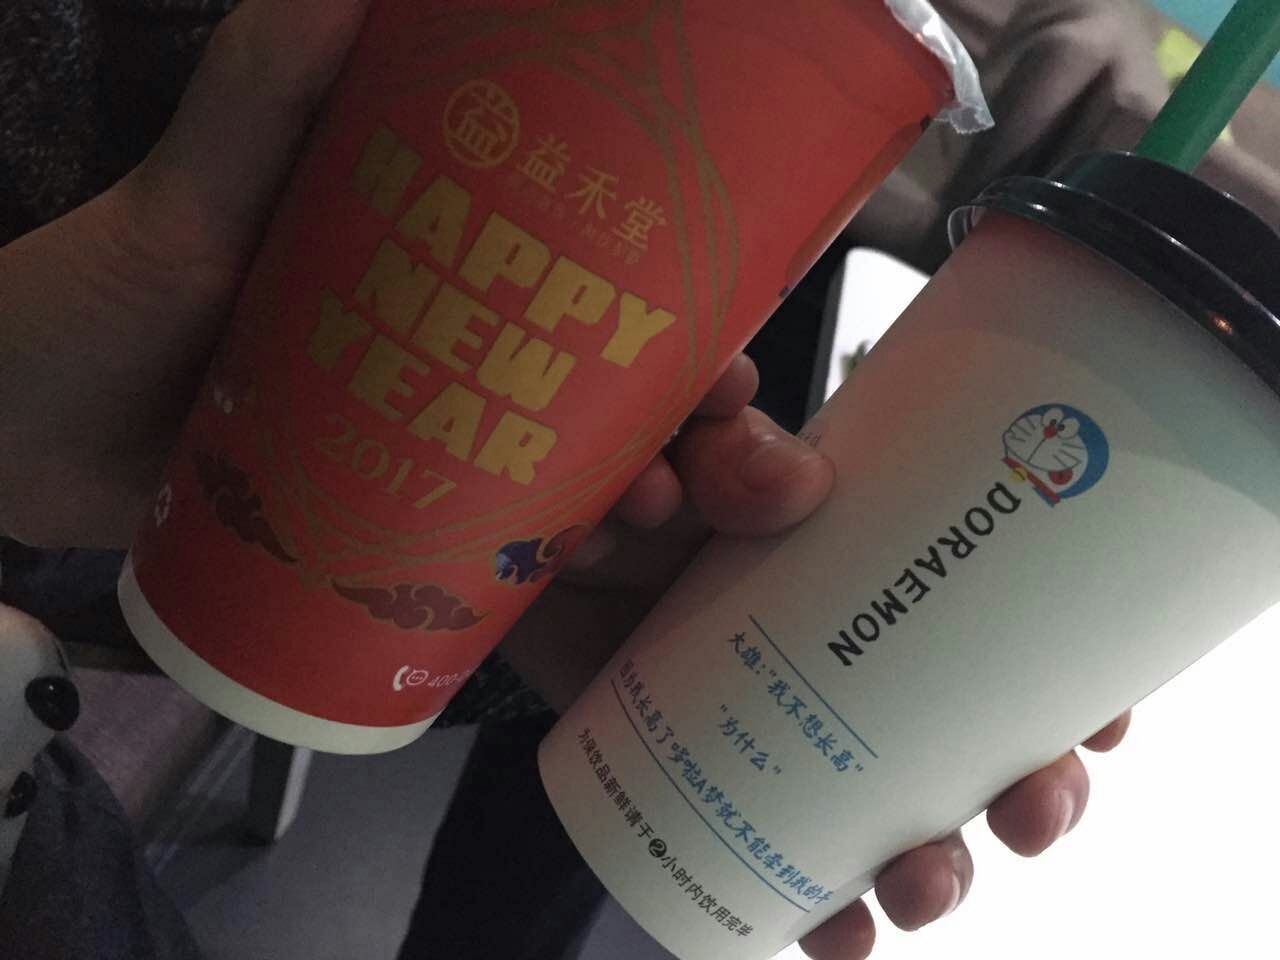 益 益禾堂
HAPPY
NEW
YEAR
2017
DORAEMON
大雄:"我不想长高"
"为什么"
因为我长高了哆啦A梦就不能牵到我的手
为保饮品新鲜请于2小时内饮用完毕